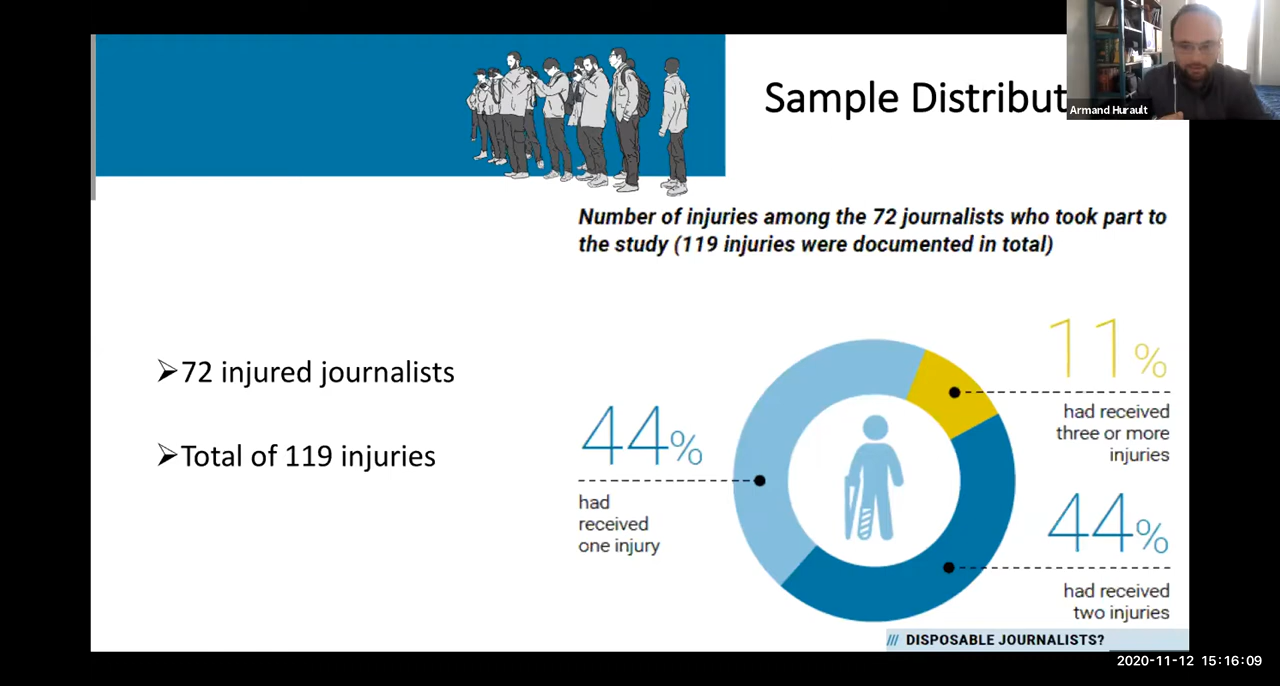 Sample Distribut
Armand Hurault
Number of injuries among the 72 journalists who took part to
the study (119 injuries were documented in total)
➢72 injured journalists
➢Total of 119 injuries
44%
had
received
one injury
11%
had received
three or more
injuries
44%
had received
two injuries
/// DISPOSABLE JOURNALISTS?
2020-11-12 15:16:09